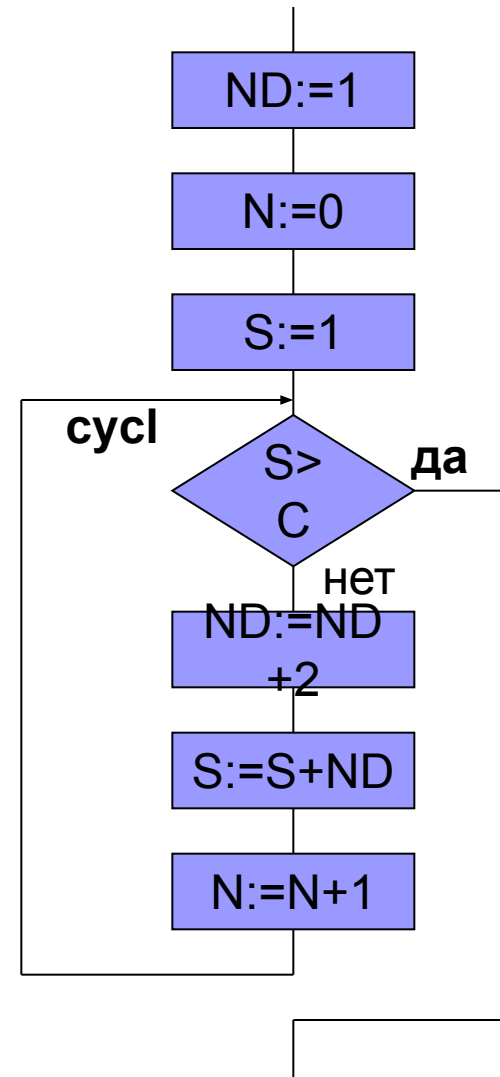 ND:=1
N:=0
S:=1
cycl
S>
C
да
нет
ND:=ND
+2
S:=S+ND
N:=N+1